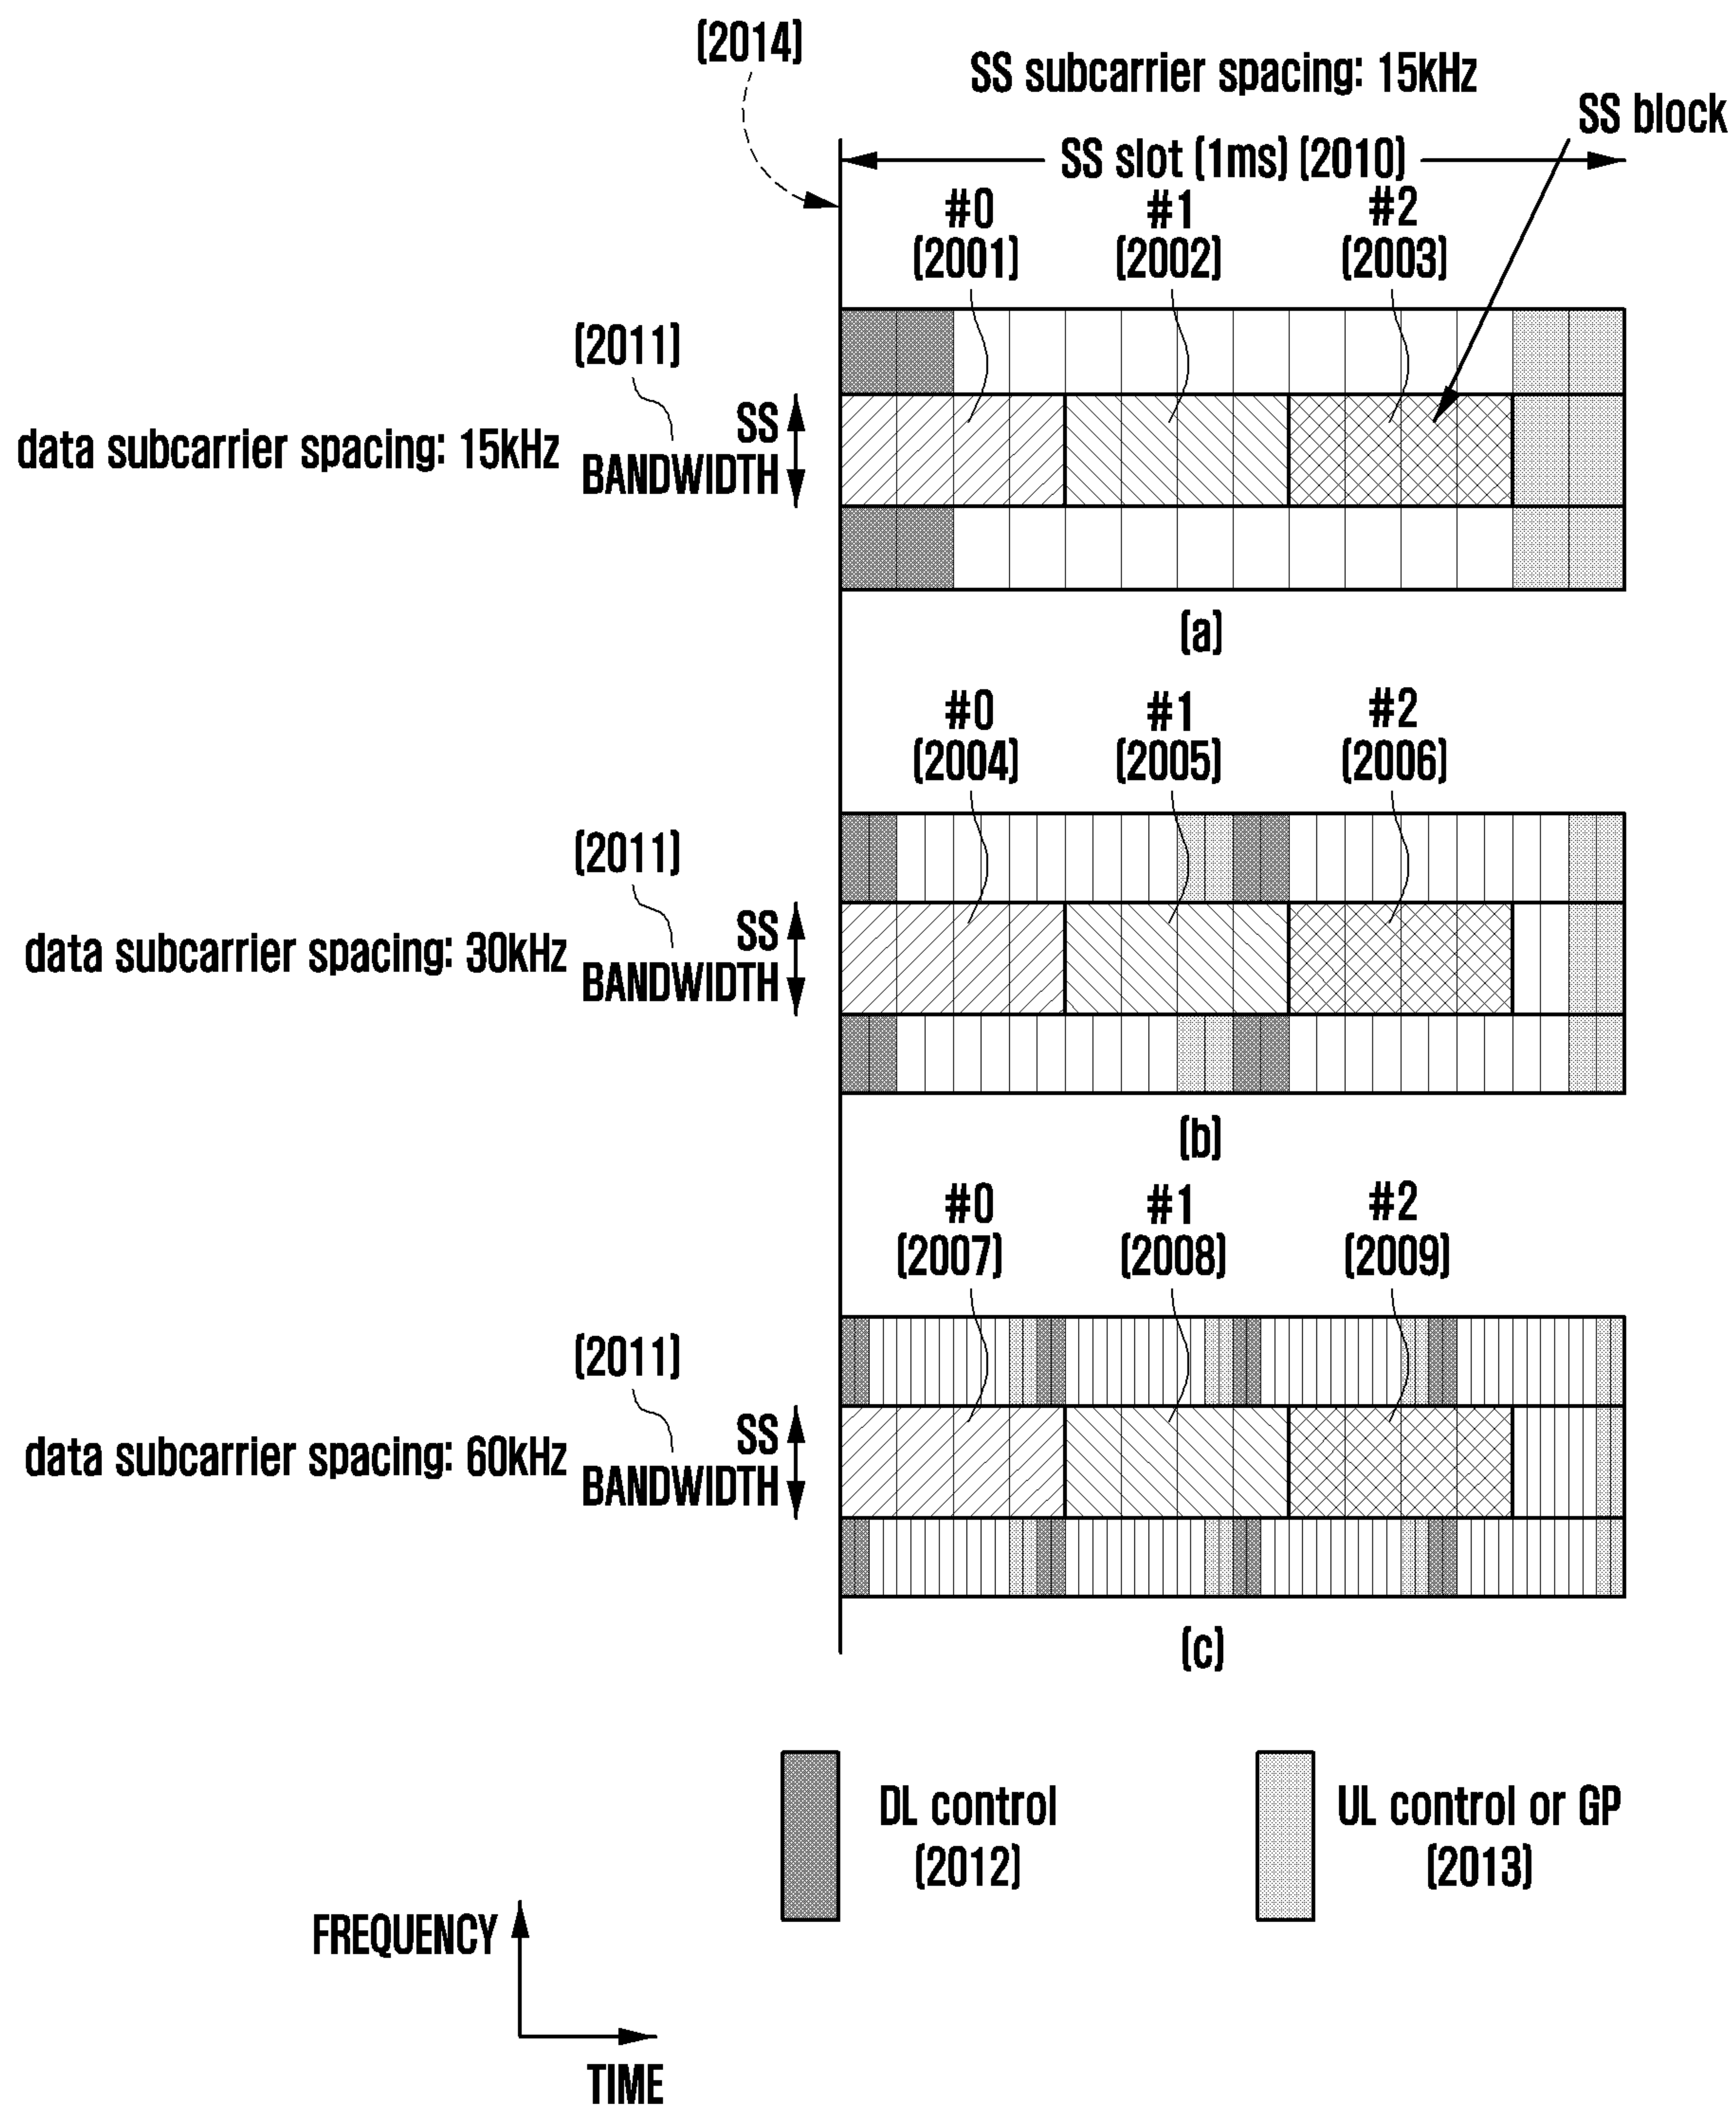 (2014)
SS subcarrier spacing: 15kHz
SS block
SS slot (1ms) (2010)
#0 #1 #2
(2001) (2002) (2003)
(2011)
data subcarrier spacing: 15kHz
SS
BANDWIDTH
(a)
#0 #1 #2
(2004) (2005) (2006)
(2011)
data subcarrier spacing: 30kHz
SS
BANDWIDTH
(b)
#0 #1 #2
(2007) (2008) (2009)
(2011)
data subcarrier spacing: 60kHz
SS
BANDWIDTH
(c)
DL control
(2012)
UL control or GP
(2013)
FREQUENCY
TIME